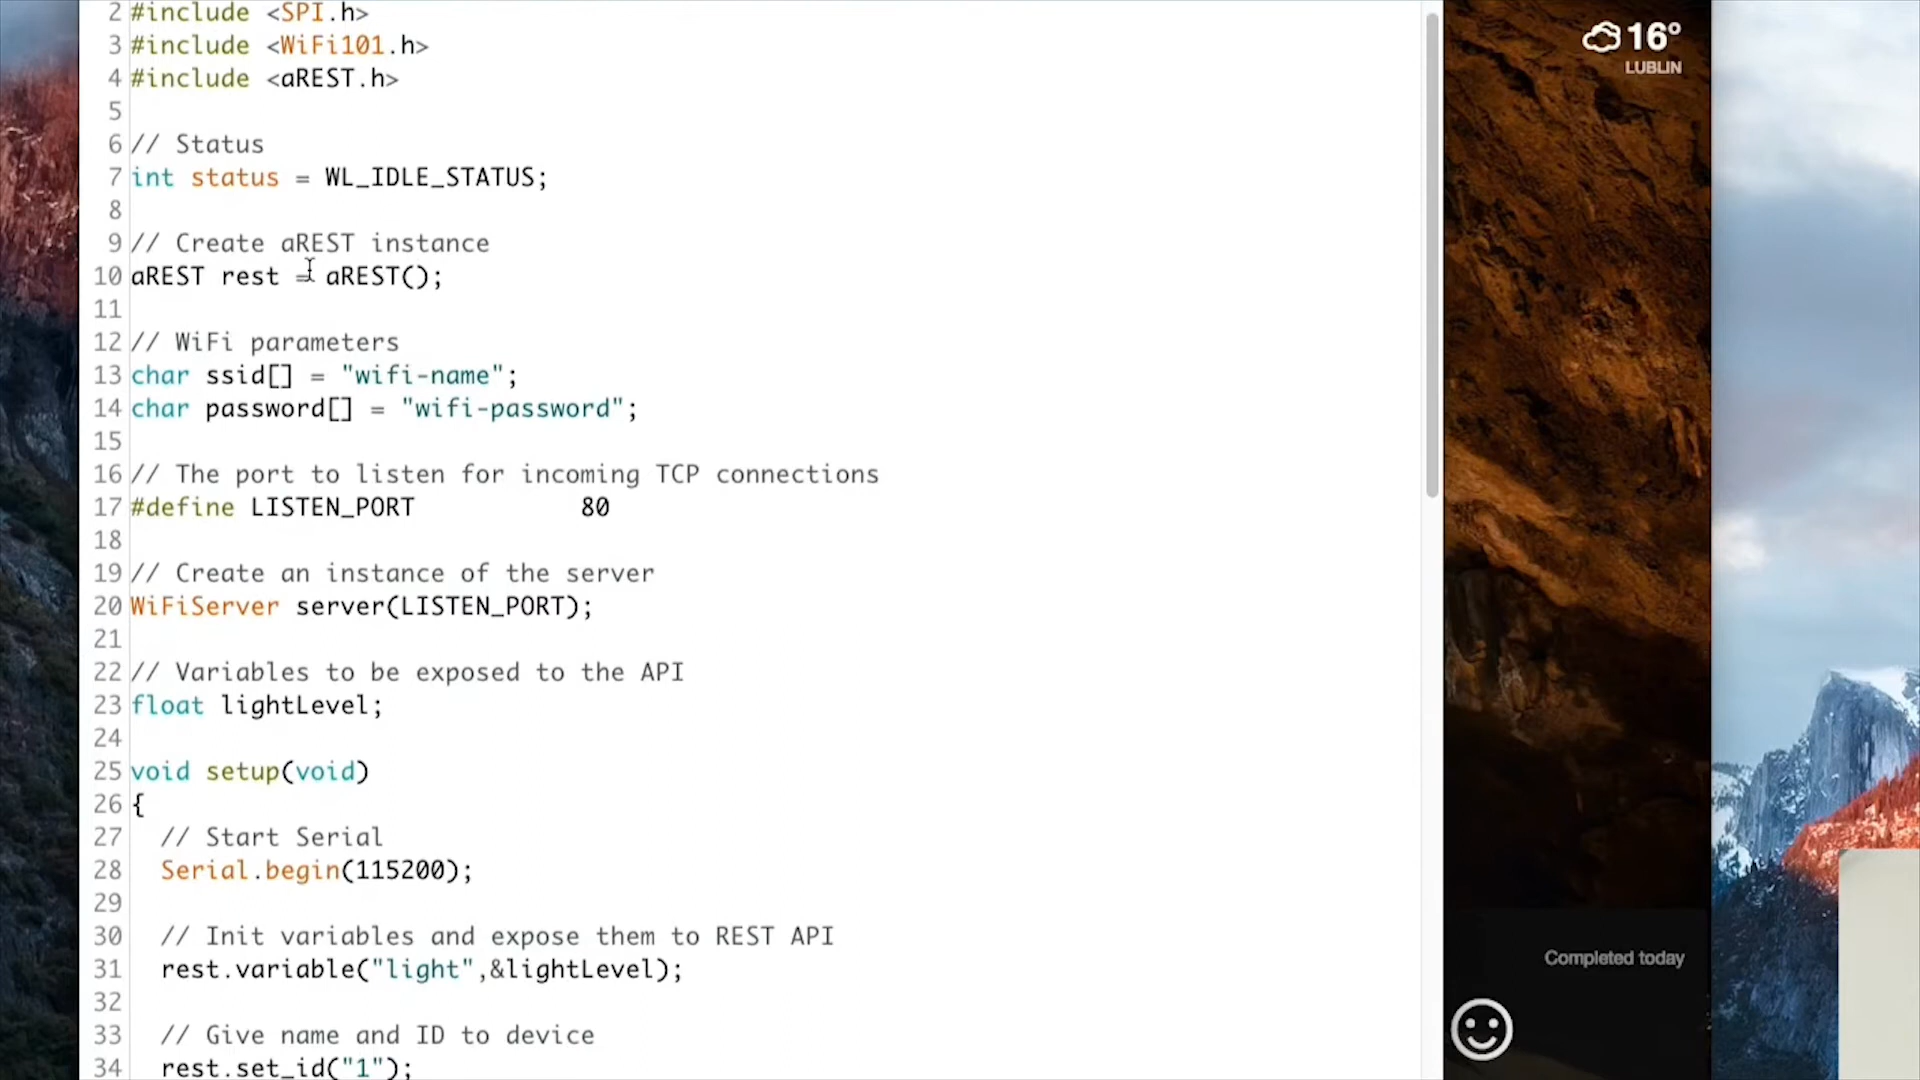 2 #include <SPI.h>
3 #include <WiFi101.h>
4 #include <aREST.h>
5
6 // Status
7 int status = WL_IDLE_STATUS;
8
9 // Create aREST instance
10 aREST rest = aREST();
11
12 // WiFi parameters
13 char ssid[] = "wifi-name";
14 char password[] = "wifi-password";
15
16 // The port to listen for incoming TCP connections
17 #define LISTEN_PORT           80
18
19 // Create an instance of the server
20 WiFiServer server(LISTEN_PORT);
21
22 // Variables to be exposed to the API
23 float lightLevel;
24
25 void setup(void)
26 {
27   // Start Serial
28   Serial.begin(115200);
29
30   // Init variables and expose them to REST API
31   rest.variable("light",&lightLevel);
32
33   // Give name and ID to device
34   rest.set_id("1");
16°
LUBLIN
Completed today